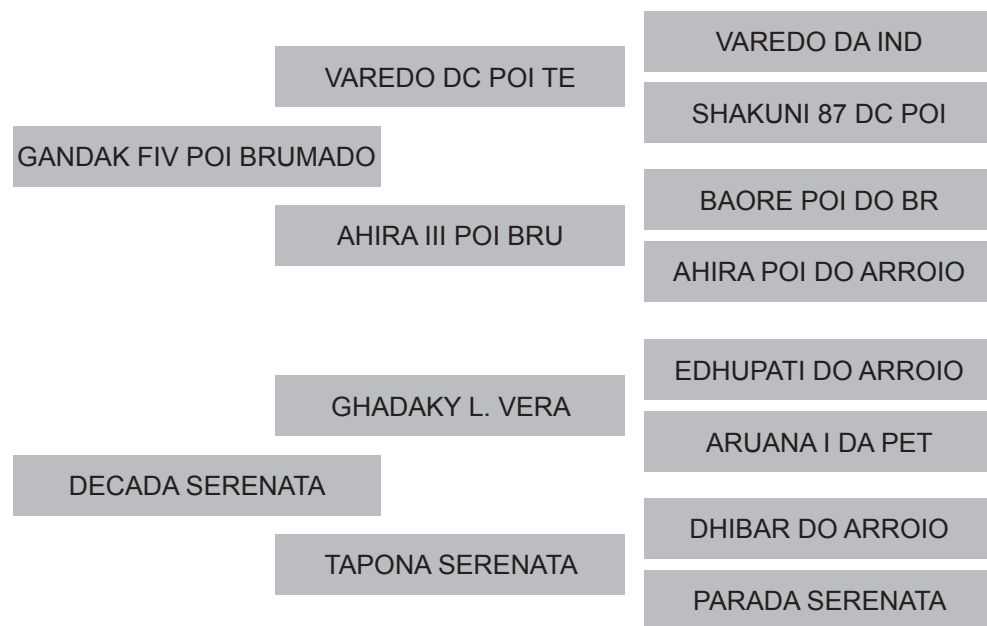 VAREDO DA IND
VAREDO DC POI TE
SHAKUNI 87 DC POI
GANDAK FIV POI BRUMADO
BAORE POI DO BR
AHIRA III POI BRU
AHIRA POI DO ARROIO
EDHUPATI DO ARROIO
GHADAKY L. VERA
ARUANA I DA PET
DECADA SERENATA
DHIBAR DO ARROIO
TAPONA SERENATA
PARADA SERENATA